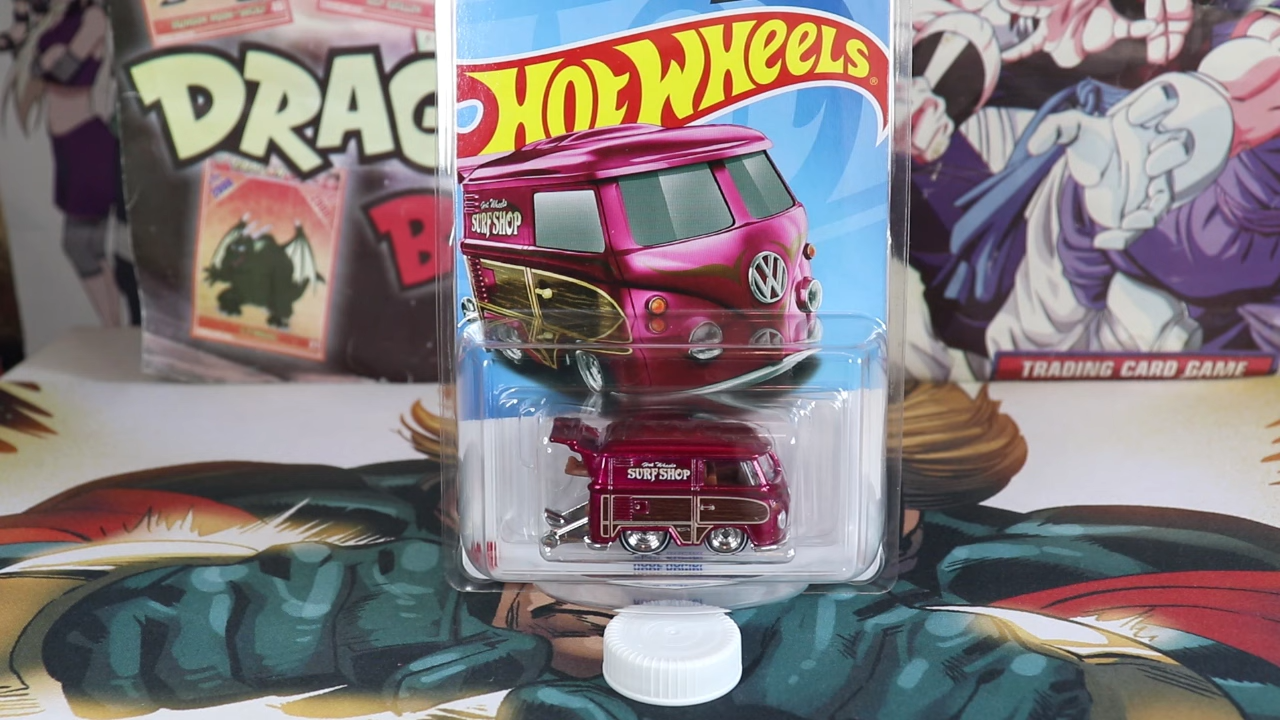 HOT WHEELS®
DRAG
B
Hot Wheels
SURF SHOP
TRADING CARD GAME
Hot Wheels
SURF SHOP